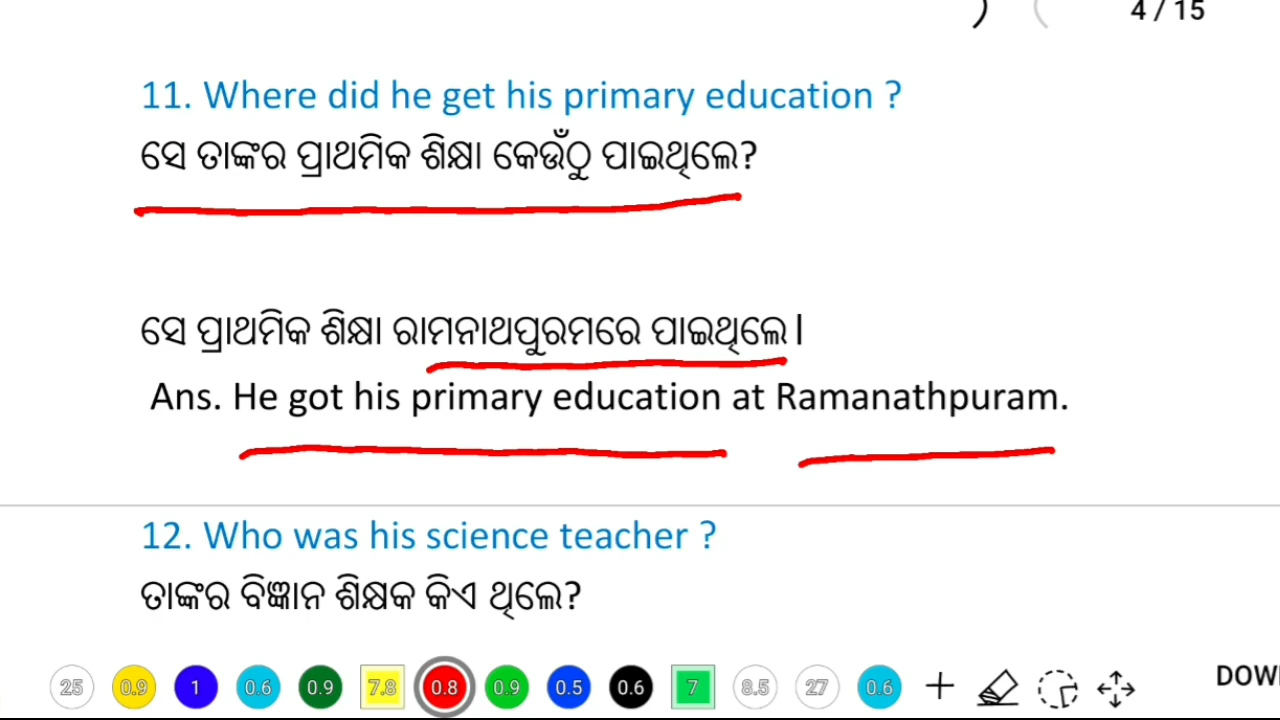 4 / 15
11. Where did he get his primary education ?
ସେ ତାଙ୍କର ପ୍ରାଥମିକ ଶିକ୍ଷା କେଉଁଠୁ ପାଇଥିଲେ?
ସେ ପ୍ରାଥମିକ ଶିକ୍ଷା ରାମନାଥପୁରମରେ ପାଇଥିଲେ।
Ans. He got his primary education at Ramanathpuram.
12. Who was his science teacher ?
ତାଙ୍କର ବିଜ୍ଞାନ ଶିକ୍ଷକ କିଏ ଥିଲେ?
25 0.9 1 0.6 0.9 7.8 0.8 0.9 0.5 0.6 7 8.5 27 0.6